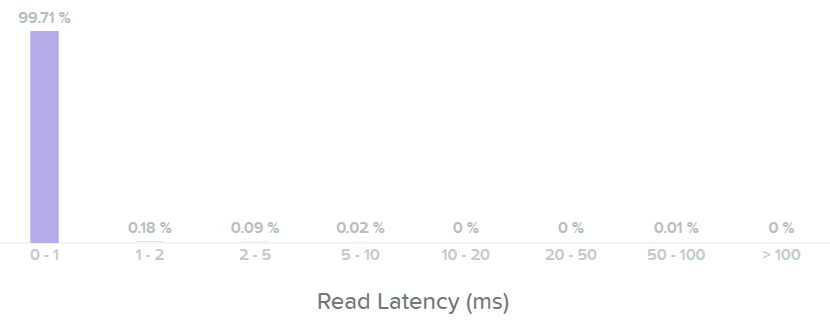 99.71 %
0.18 % 0.09 % 0.02 % 0 % 0 % 0.01 % 0 %
0 - 1 1 - 2 2 - 5 5 - 10 10 - 20 20 - 50 50 - 100 > 100
Read Latency (ms)